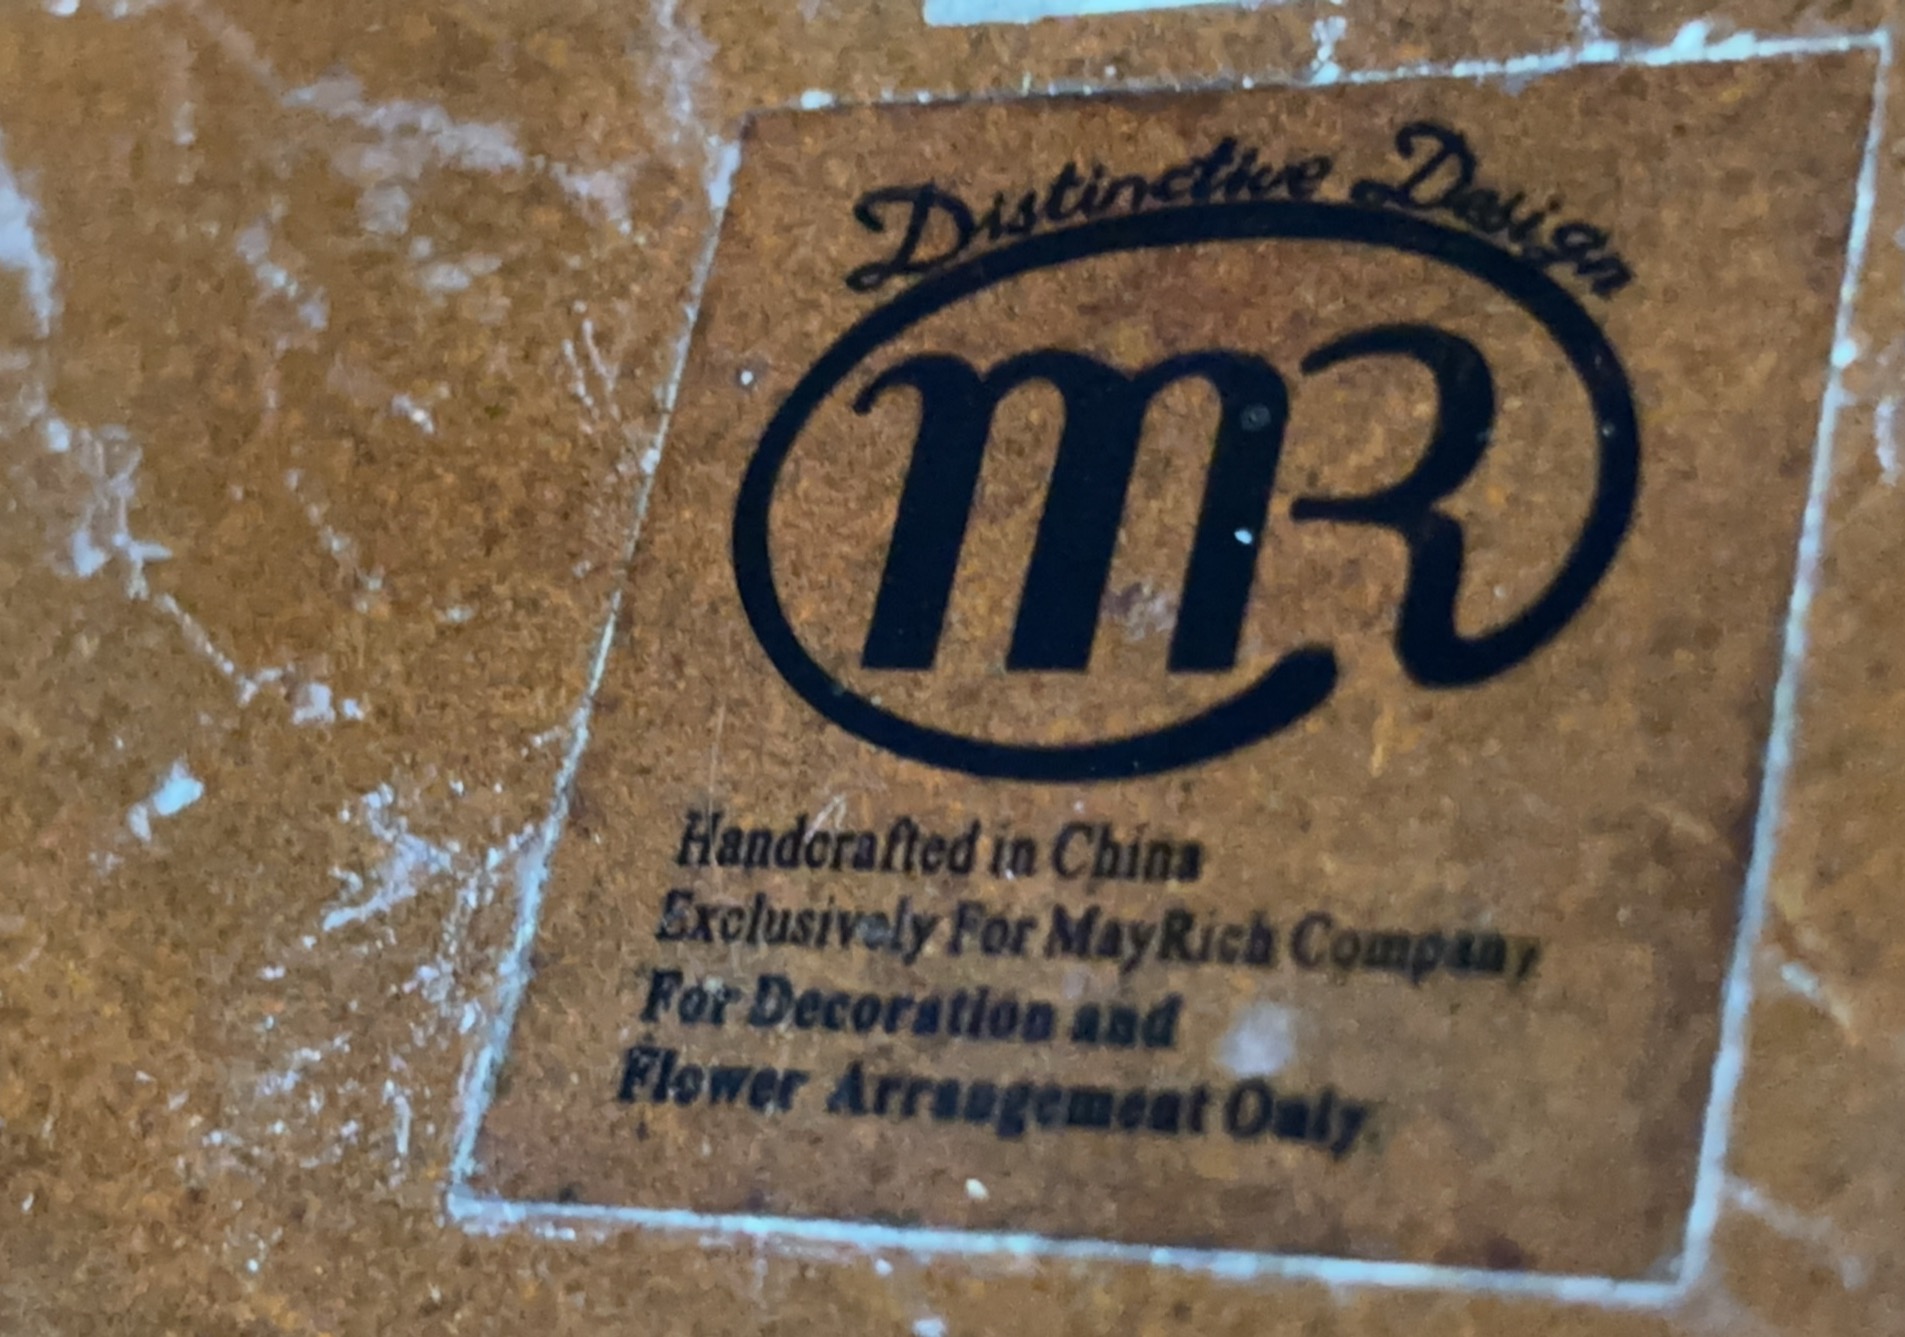 Distinctive Design
mR
Handcrafted in China
Exclusively For MayRich Company
For Decoration and
Flower Arrangement Only.